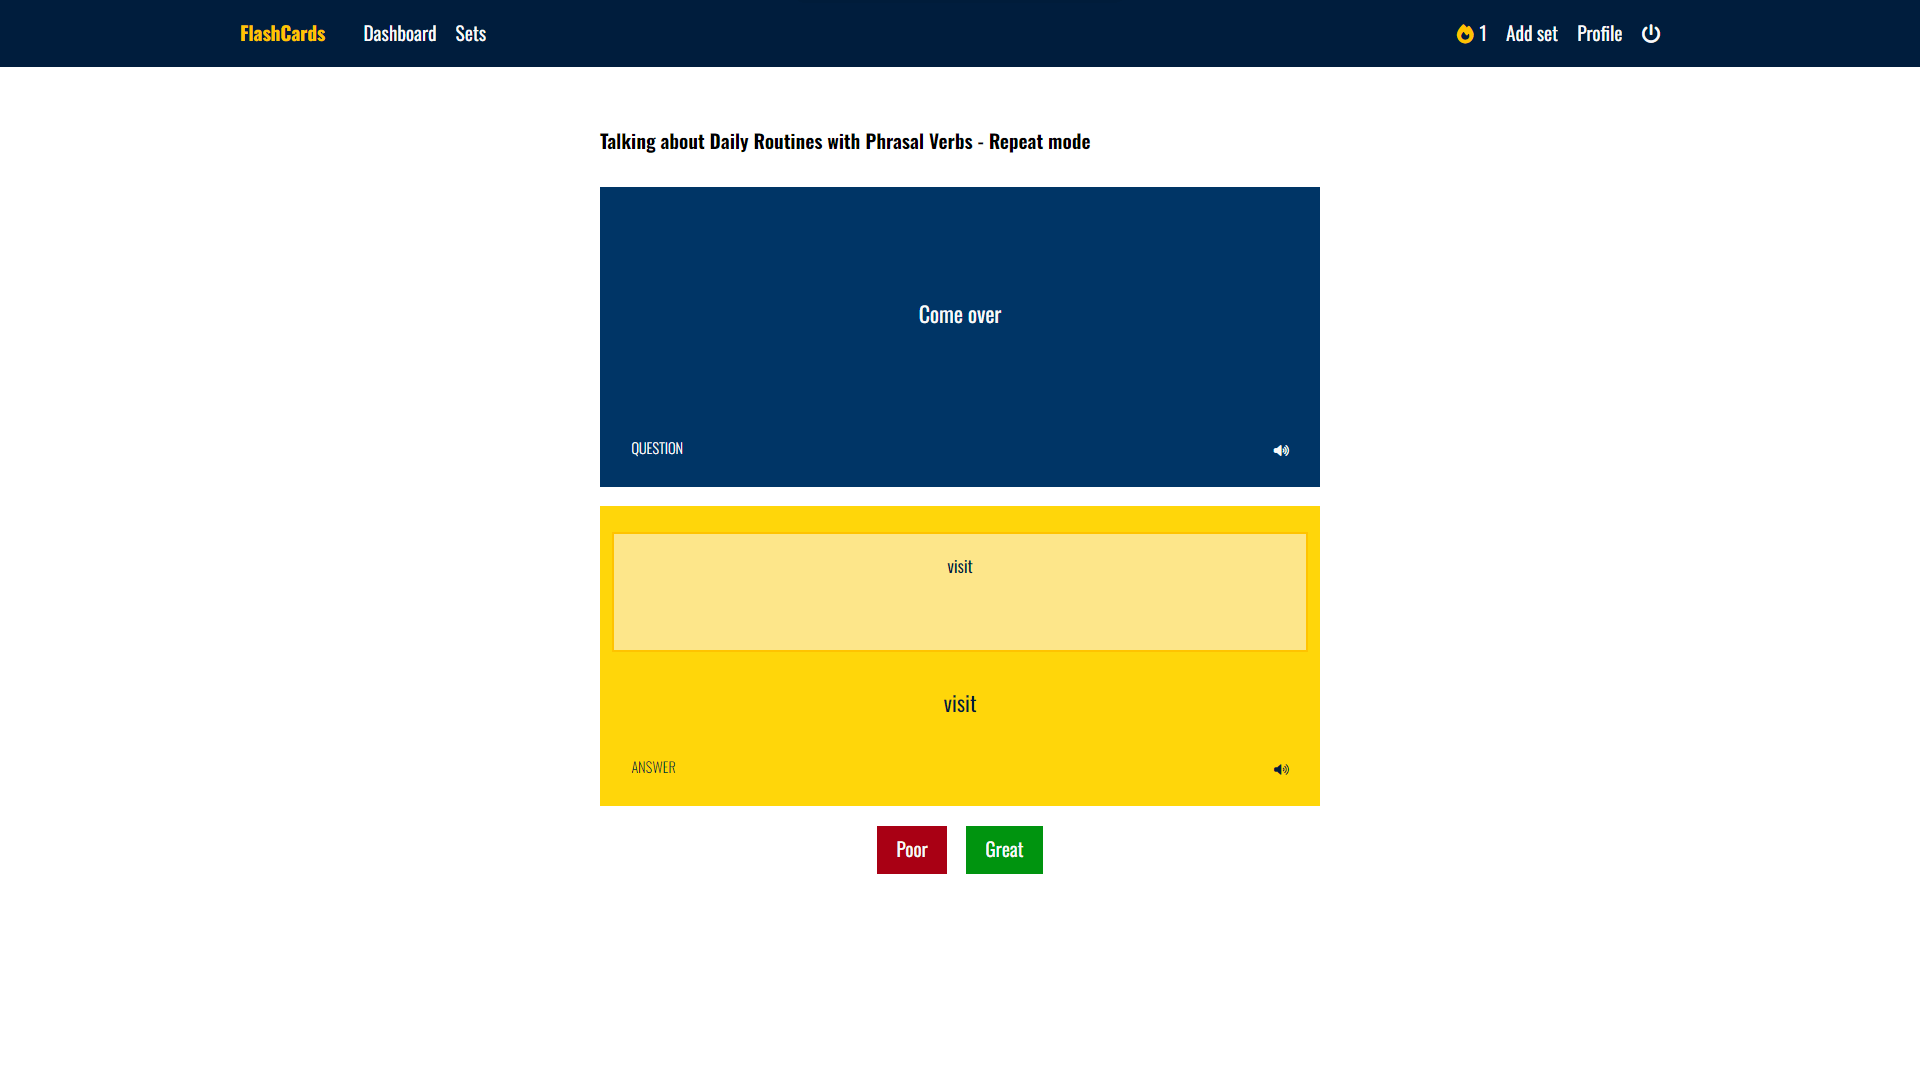 FlashCards Dashboard Sets 1 Add set Profile
Talking about Daily Routines with Phrasal Verbs - Repeat mode
Come over
QUESTION
visit
visit
ANSWER
Poor Great